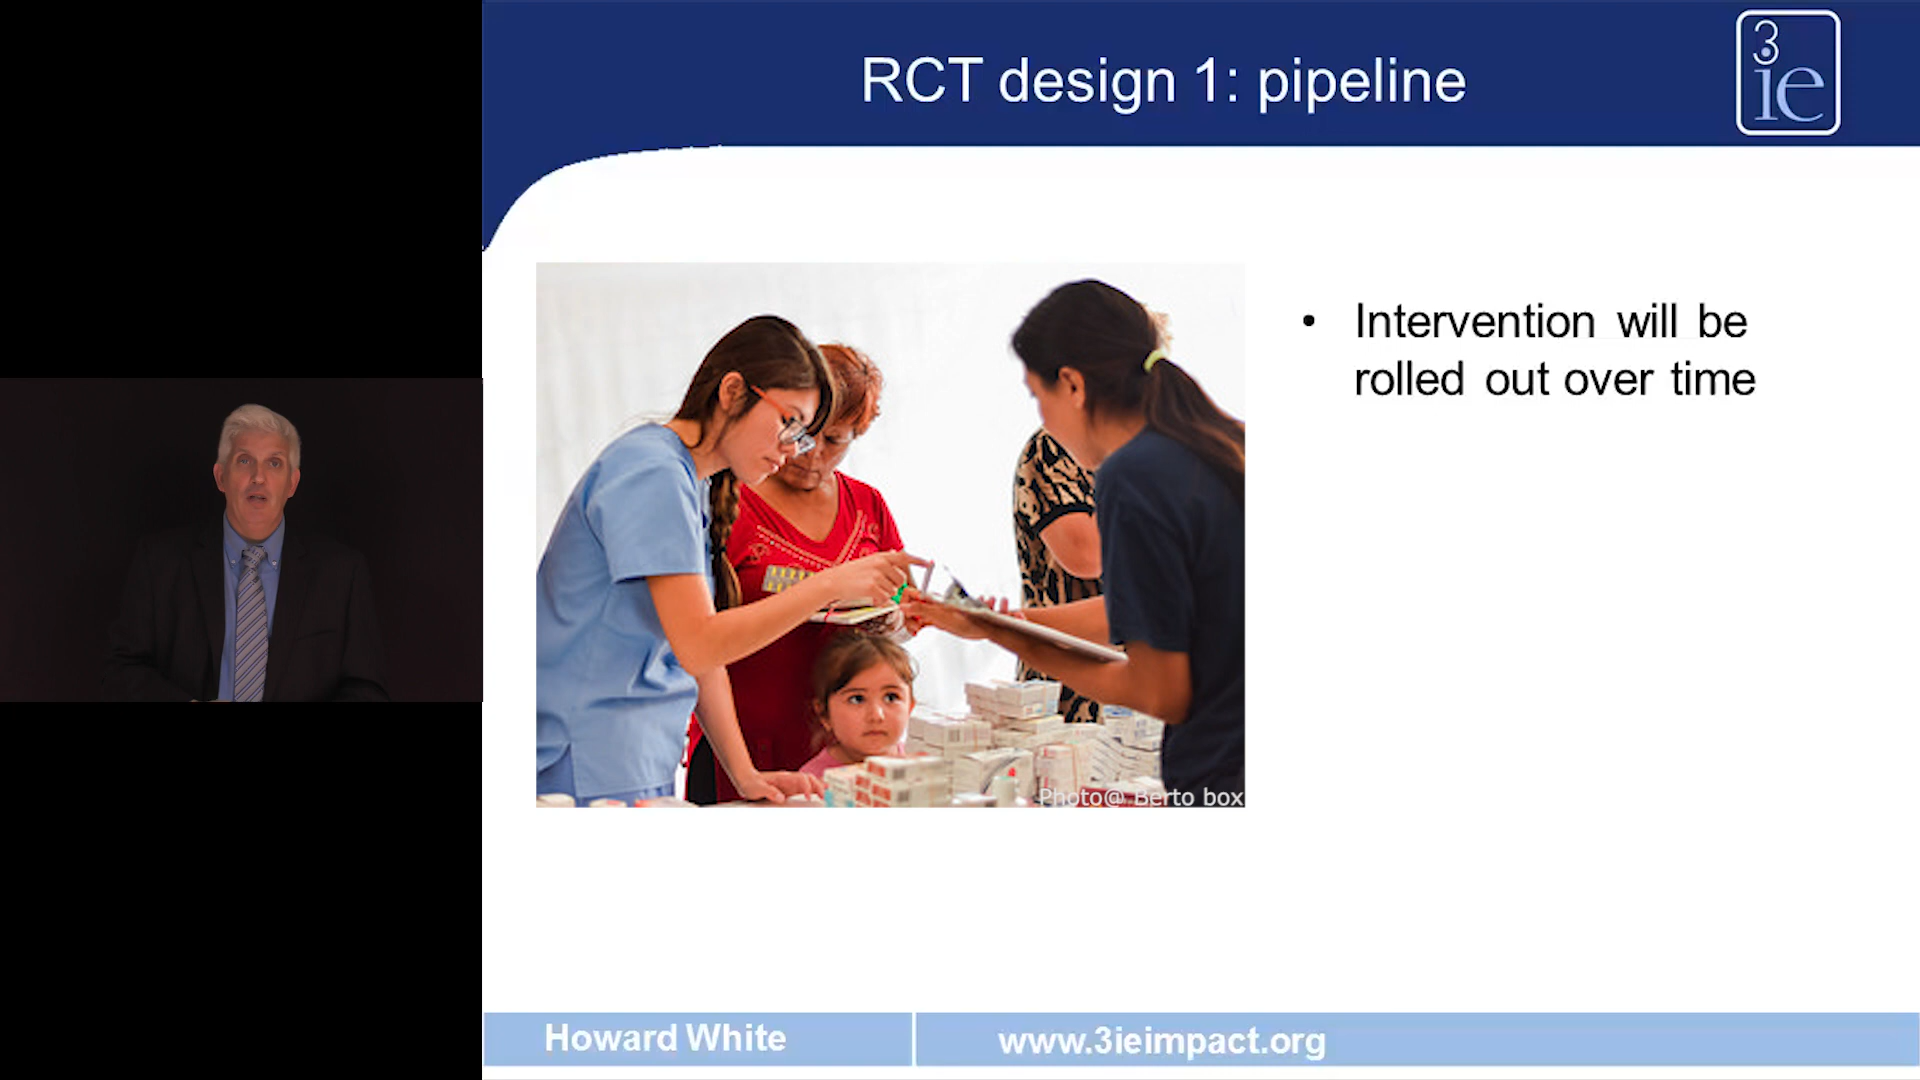 RCT design 1: pipeline
3
ie
• Intervention will be
rolled out over time
Photo@ Berto box
Howard White
www.3ieimpact.org